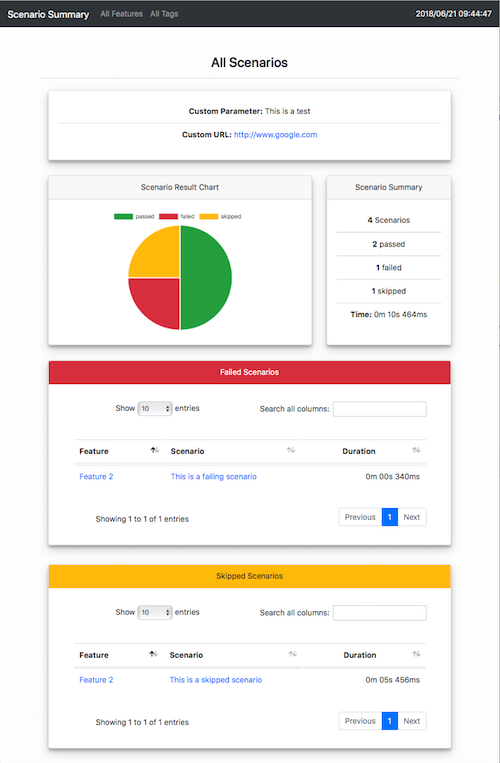 Scenario Summary All Features All Tags 2018/06/21 09:44:47
All Scenarios
Custom Parameter: This is a test
Custom URL: http://www.google.com
Scenario Result Chart
passed failed skipped
Scenario Summary
4 Scenarios
2 passed
1 failed
1 skipped
Time: 0m 10s 464ms
Failed Scenarios
Show 10 entries Search all columns:
Feature Scenario Duration
Feature 2 This is a failing scenario 0m 00s 340ms
Showing 1 to 1 of 1 entries Previous 1 Next
Skipped Scenarios
Show 10 entries Search all columns:
Feature Scenario Duration
Feature 2 This is a skipped scenario 0m 05s 456ms
Showing 1 to 1 of 1 entries Previous 1 Next